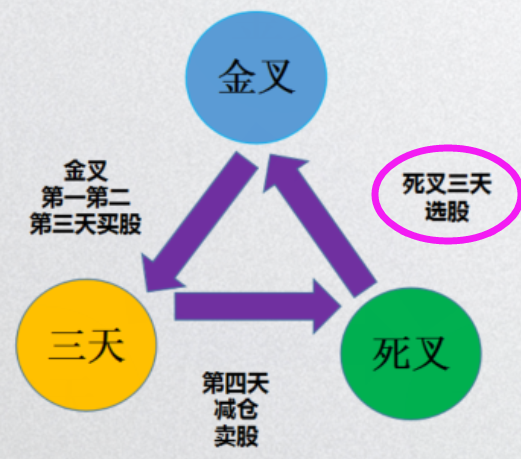 金叉
金叉
第一第二
第三天买股
死叉三天
选股
三天
死叉
第四天
减仓
卖股